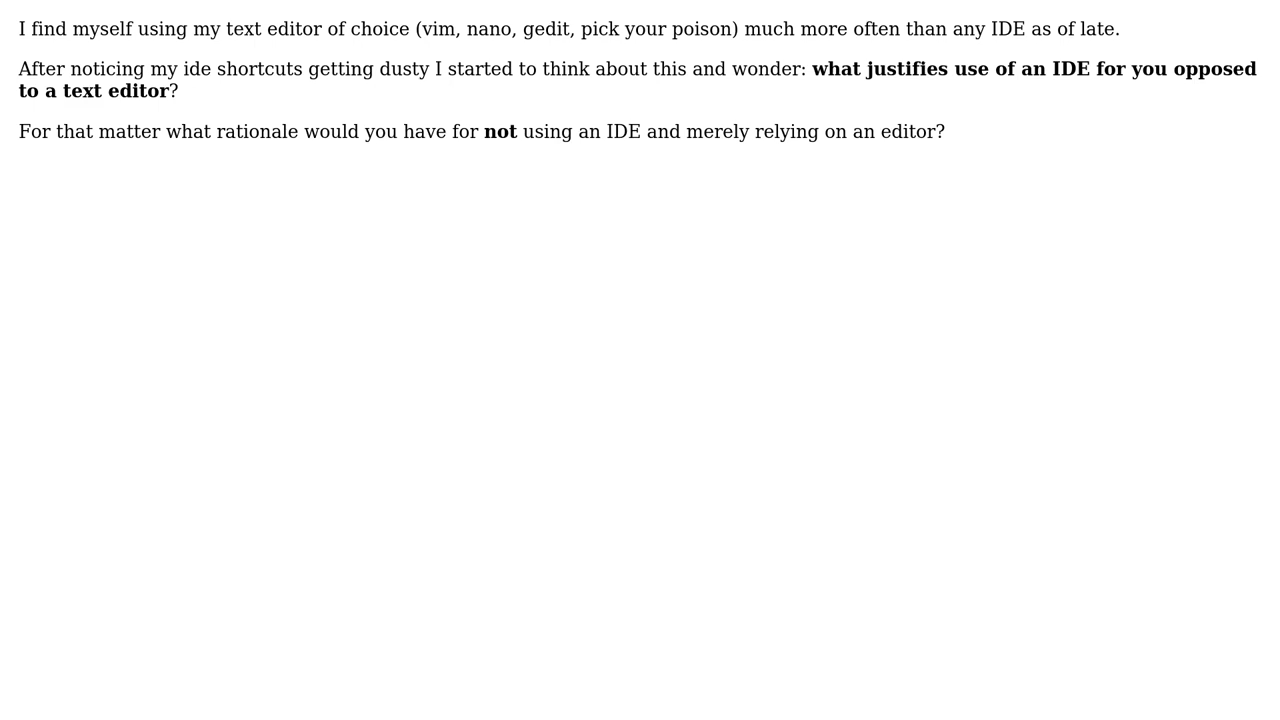 I find myself using my text editor of choice (vim, nano, gedit, pick your poison) much more often than any IDE as of late.
After noticing my ide shortcuts getting dusty I started to think about this and wonder: what justifies use of an IDE for you opposed
to a text editor?
For that matter what rationale would you have for not using an IDE and merely relying on an editor?